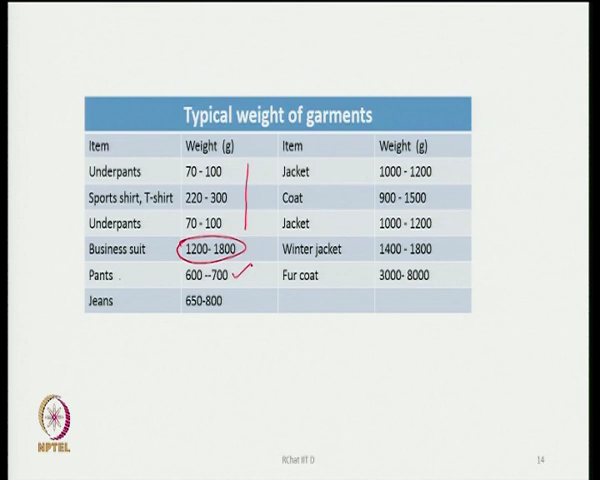 Typical weight of garments
Item Weight (g) Item Weight (g)
Underpants 70 - 100 Jacket 1000 - 1200
Sports shirt, T-shirt 220 - 300 Coat 900 - 1500
Underpants 70 - 100 Jacket 1000 - 1200
Business suit 1200- 1800 Winter jacket 1400 - 1800
Pants 600 --700 Fur coat 3000- 8000
Jeans 650-800
NPTEL
RChat IIT D
14